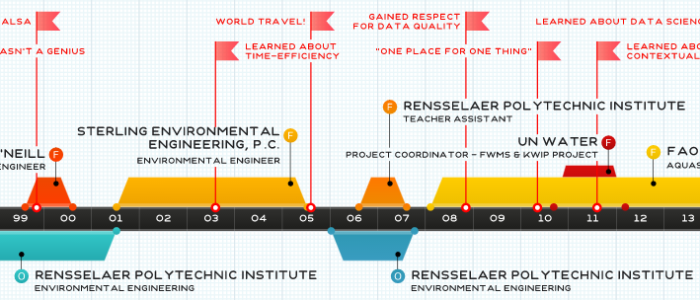 ALSA
WORLD TRAVEL!
GAINED RESPECT
FOR DATA QUALITY
LEARNED ABOUT DATA SCIENC
ASN'T A GENIUS
LEARNED ABOUT
TIME-EFFICIENCY
"ONE PLACE FOR ONE THING"
LEARNED ABO
CONTEXTUAL
RENSSELAER POLYTECHNIC INSTITUTE
TEACHER ASSISTANT
STERLING ENVIRONMENTAL
ENGINEERING, P.C.
ENVIRONMENTAL ENGINEER
'NEILL
NGINEER
UN WATER
PROJECT COORDINATOR - FWMS & KWIP PROJECT
FAO
AQUAS
F
F
F
F
F
99 00 01 02 03 04 05 06 07 08 09 10 11 12 13
O
RENSSELAER POLYTECHNIC INSTITUTE
ENVIRONMENTAL ENGINEERING
O
RENSSELAER POLYTECHNIC INSTITUTE
ENVIRONMENTAL ENGINEERING